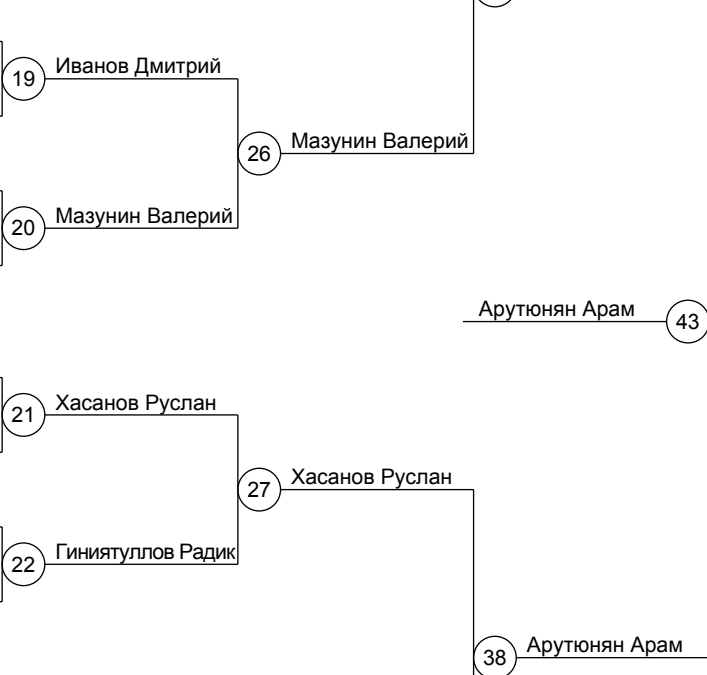 19 Иванов Дмитрий
26 Мазунин Валерий
20 Мазунин Валерий
Арутюнян Арам 43
21 Хасанов Руслан
27 Хасанов Руслан
22 Гиниятуллов Радик
38 Арутюнян Арам